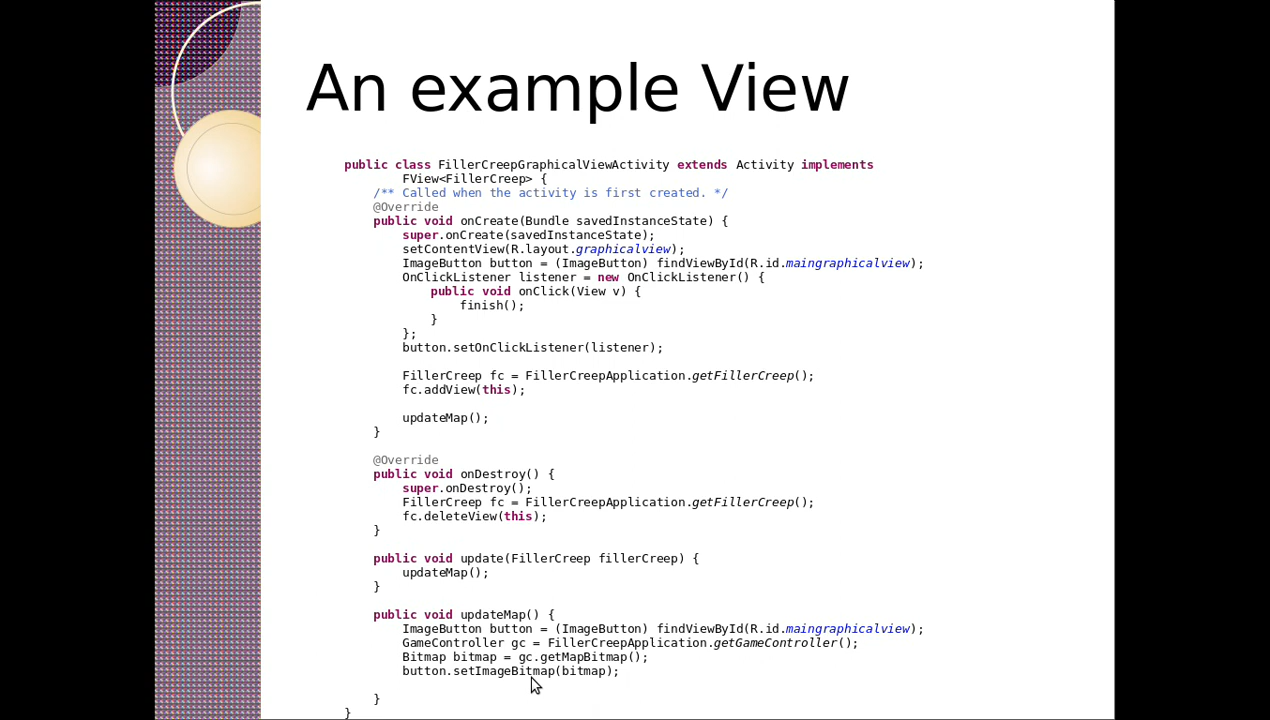 An example View
public class FillerCreepGraphicalViewActivity extends Activity implements
FView<FillerCreep> {
/** Called when the activity is first created. */
@Override
public void onCreate(Bundle savedInstanceState) {
super.onCreate(savedInstanceState);
setContentView(R.layout.graphicalview);
ImageButton button = (ImageButton) findViewById(R.id.maingraphicalview);
OnClickListener listener = new OnClickListener() {
public void onClick(View v) {
finish();
}
};
button.setOnClickListener(listener);
FillerCreep fc = FillerCreepApplication.getFillerCreep();
fc.addView(this);
updateMap();
}
@Override
public void onDestroy() {
super.onDestroy();
FillerCreep fc = FillerCreepApplication.getFillerCreep();
fc.deleteView(this);
}
public void update(FillerCreep fillerCreep) {
updateMap();
}
public void updateMap() {
ImageButton button = (ImageButton) findViewById(R.id.maingraphicalview);
GameController gc = FillerCreepApplication.getGameController();
Bitmap bitmap = gc.getMapBitmap();
button.setImageBitmap(bitmap);
}
}